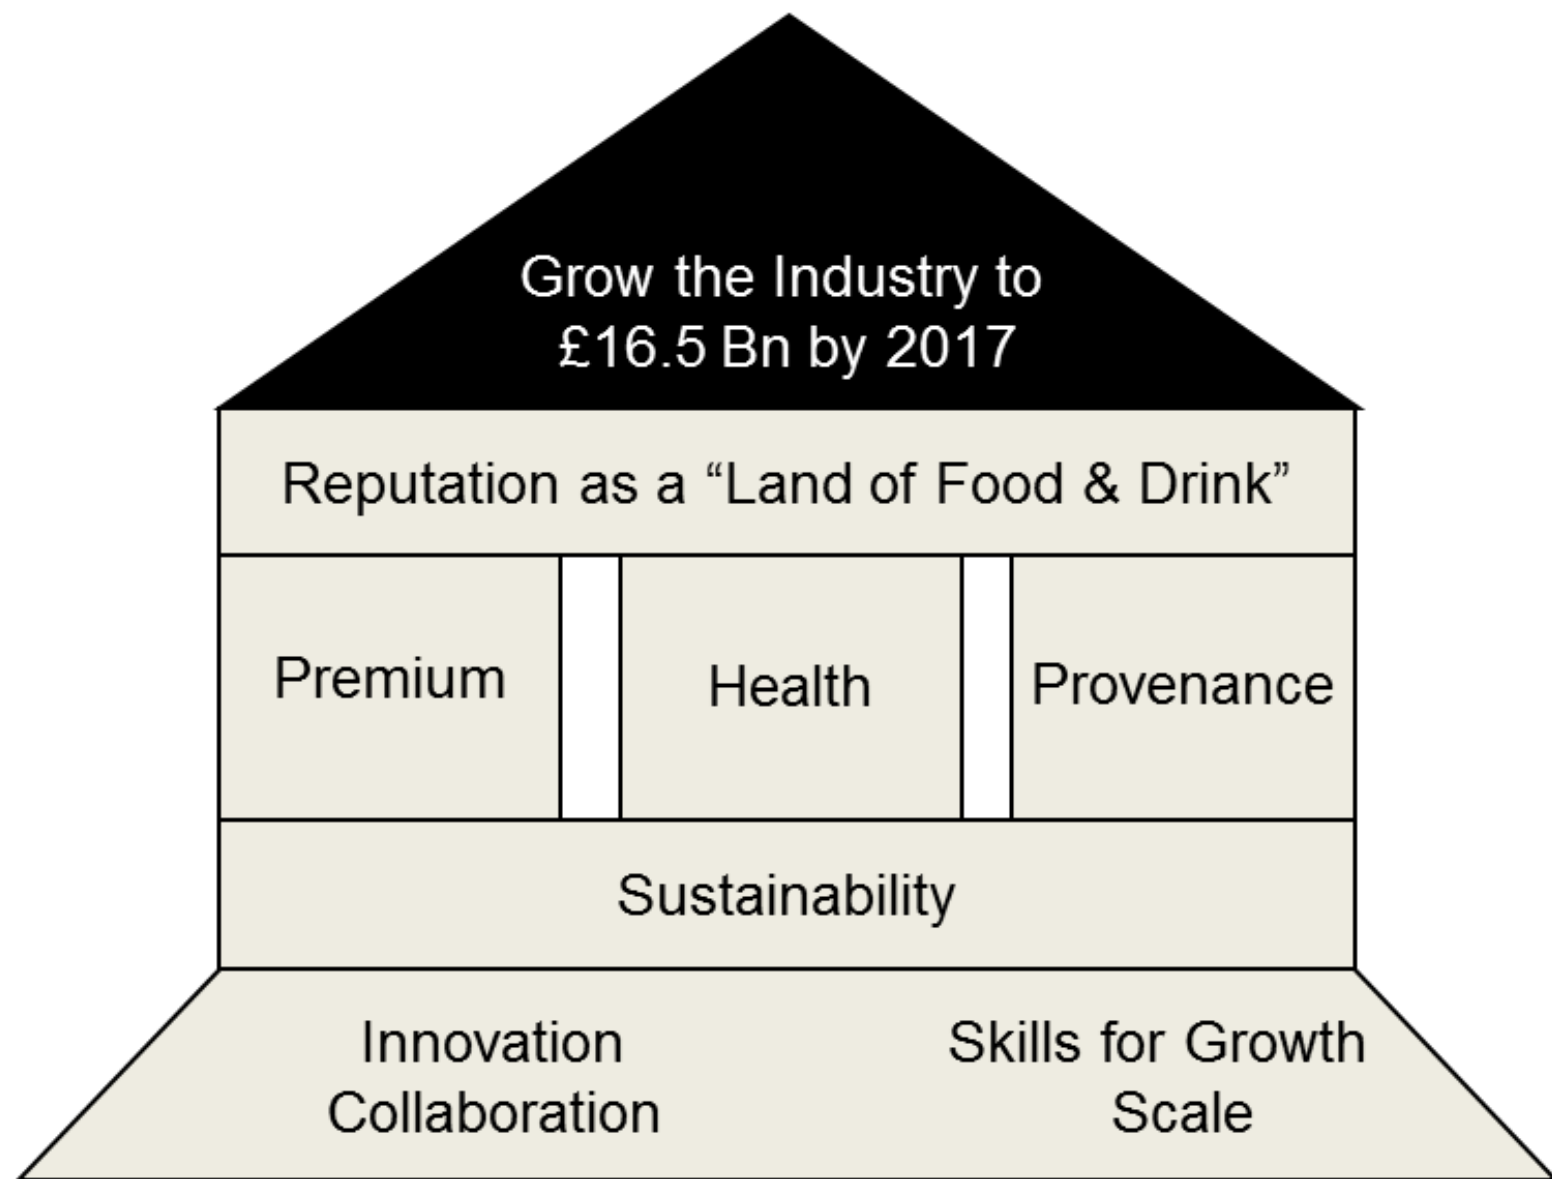 Grow the Industry to
£16.5 Bn by 2017
Reputation as a “Land of Food & Drink”
Premium
Health
Provenance
Sustainability
Innovation
Collaboration
Skills for Growth
Scale